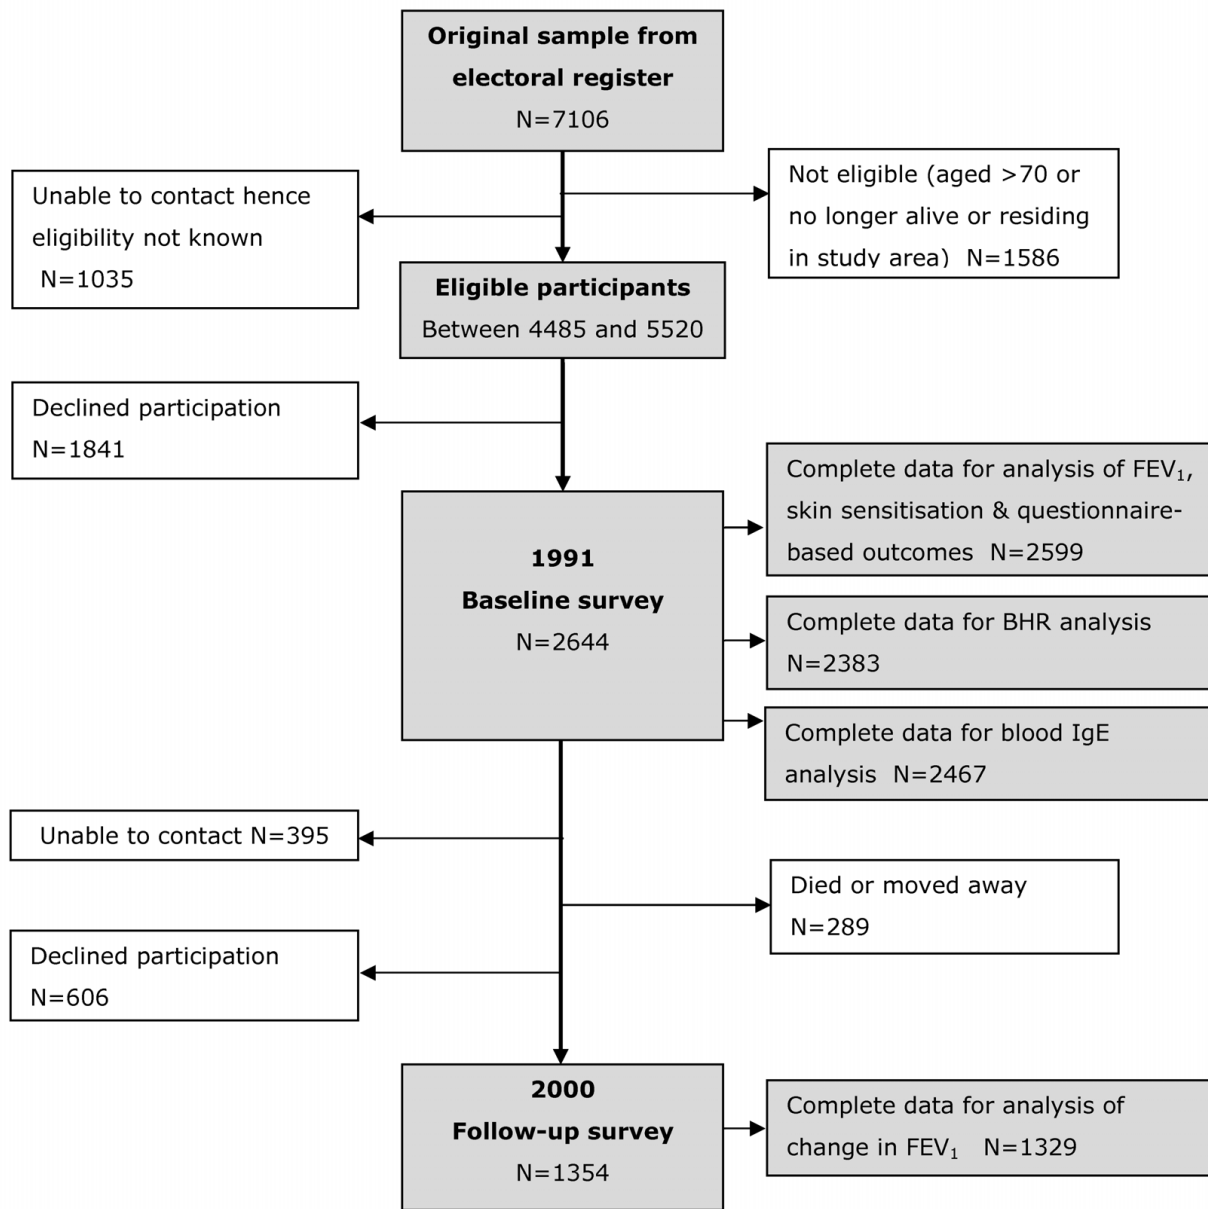 Original sample from
electoral register
N=7106
Unable to contact hence
eligibility not known
N=1035
Not eligible (aged >70 or
no longer alive or residing
in study area) N=1586
Eligible participants
Between 4485 and 5520
Declined participation
N=1841
1991
Baseline survey
N=2644
Complete data for analysis of FEV₁,
skin sensitisation & questionnaire-
based outcomes N=2599
Complete data for BHR analysis
N=2383
Complete data for blood IgE
analysis N=2467
Unable to contact N=395
Died or moved away
N=289
Declined participation
N=606
2000
Follow-up survey
N=1354
Complete data for analysis of
change in FEV₁ N=1329